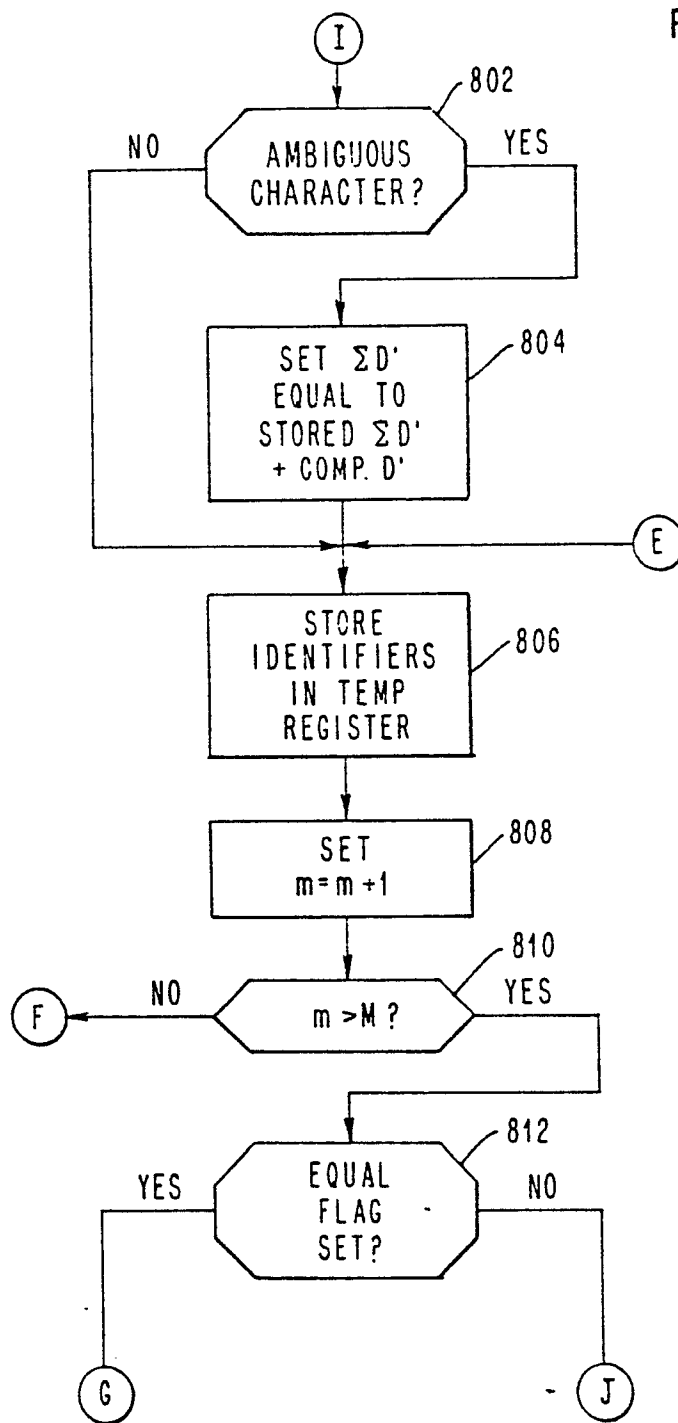 F
I
802
NO
YES
AMBIGUOUS
CHARACTER?
SET ΣD'
EQUAL TO
STORED ΣD'
+ COMP. D'
804
E
STORE
IDENTIFIERS
IN TEMP
REGISTER
806
SET
m=m+1
808
810
NO
YES
F
m>M?
812
YES
NO
EQUAL
FLAG
SET?
G
J